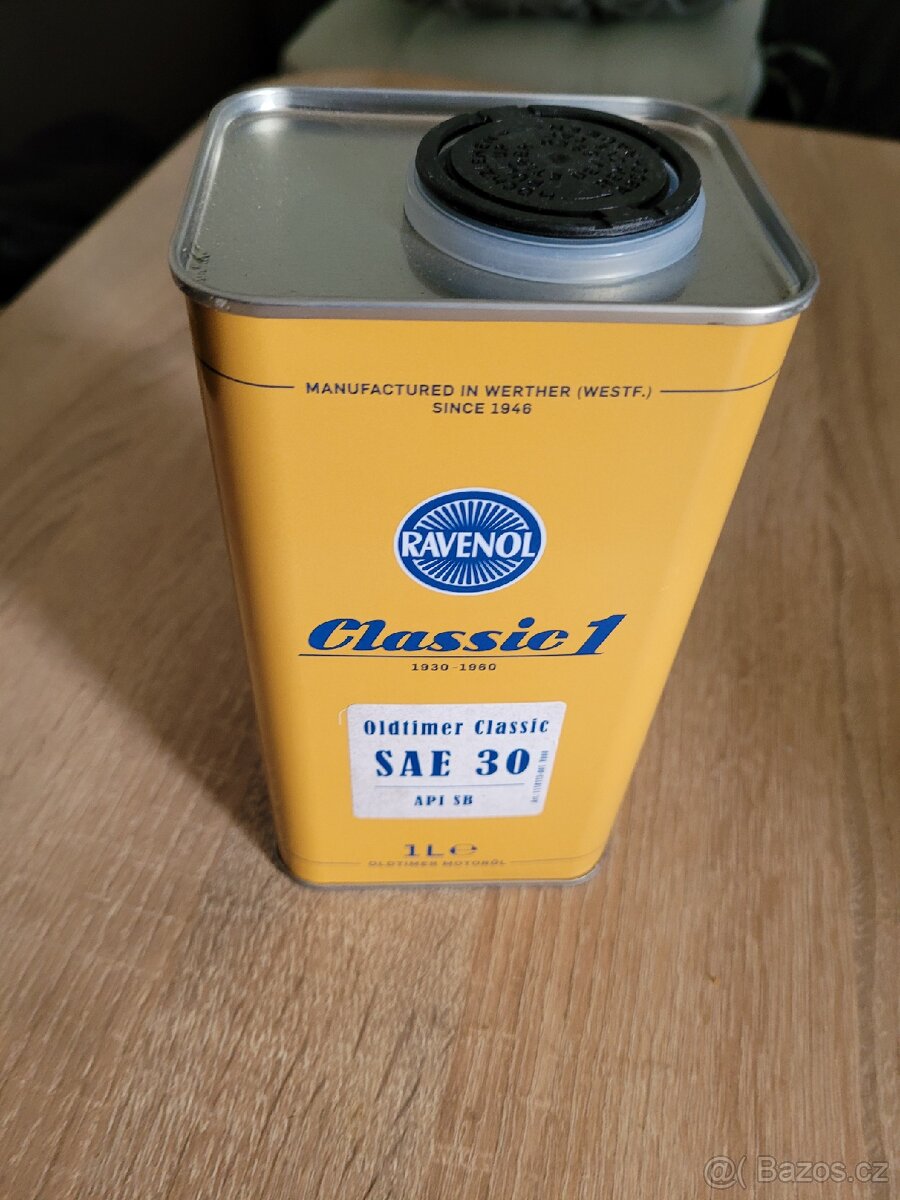 MANUFACTURED IN WERTHER (WESTF.)
SINCE 1946
RAVENOL
Classic 1
1930-1960
Oldtimer Classic
SAE 30
API SB
1L e
OLDTIMER MOTORÖL
@( Bazos.cz